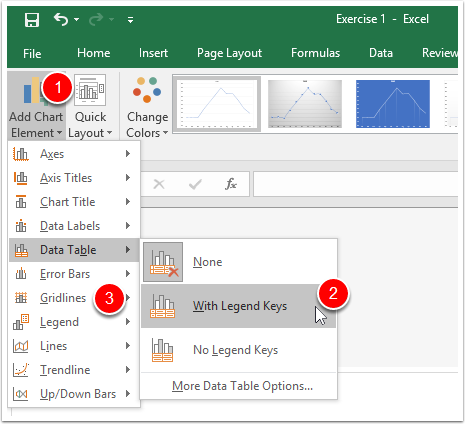 Exercise 1 - Excel
File Home Insert Page Layout Formulas Data Review
1
Add Chart Element
Quick Layout
Change Colors
fx
Axes
Axis Titles
Chart Title
Data Labels
Data Table
Error Bars
Gridlines
3
Legend
Lines
Trendline
Up/Down Bars
None
With Legend Keys
2
No Legend Keys
More Data Table Options...